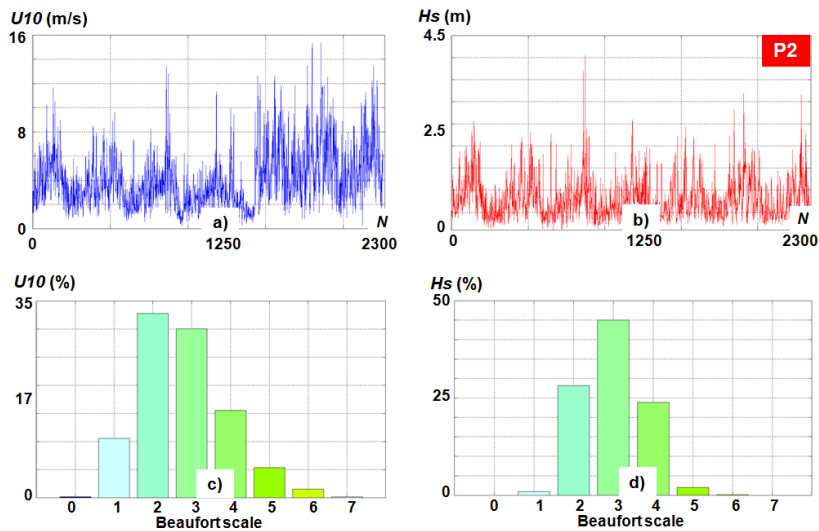 U10 (m/s)
16
8
0
0
1250
2300
a)
N
Hs (m)
P2
4.5
2.5
0
0
1250
2300
b)
N
U10 (%)
35
17
0
0 1 2 3 4 5 6 7
c)
Beaufort scale
Hs (%)
50
25
0
0 1 2 3 4 5 6 7
d)
Beaufort scale